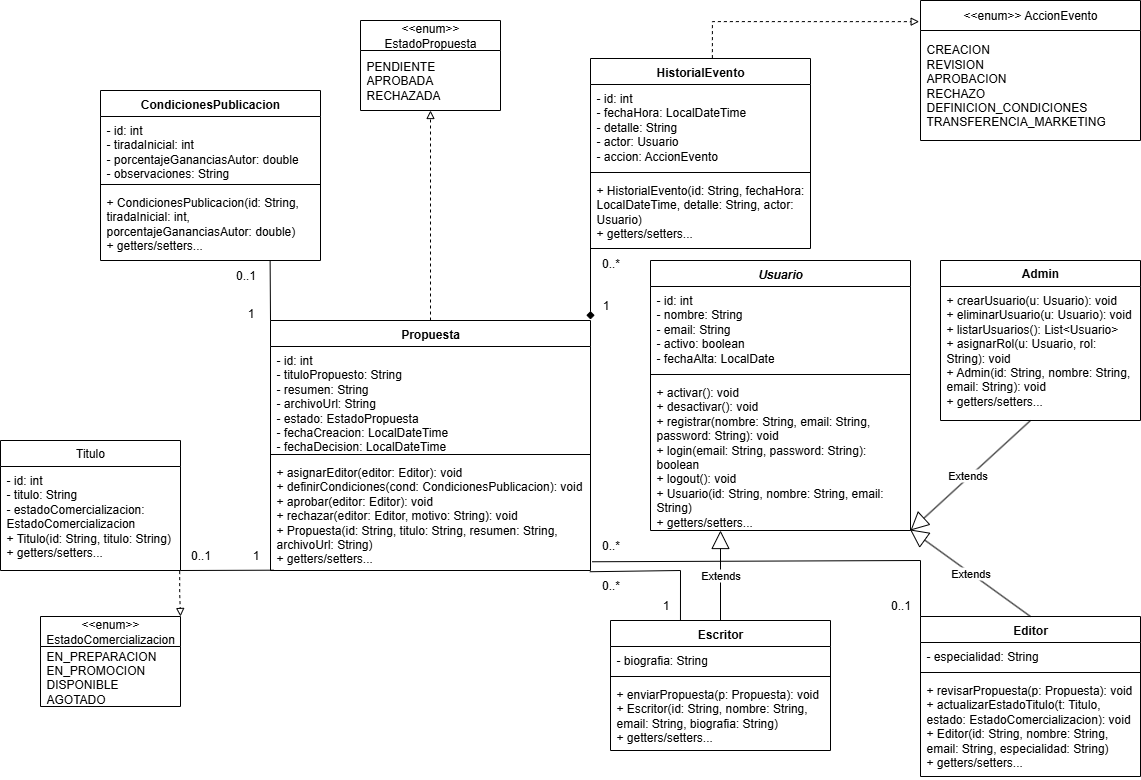 <<enum>> AccionEvento
CREACION
REVISION
APROBACION
RECHAZO
DEFINICION_CONDICIONES
TRANSFERENCIA_MARKETING
<<enum>>
EstadoPropuesta
PENDIENTE
APROBADA
RECHAZADA
HistorialEvento
- id: int
- fechaHora: LocalDateTime
- detalle: String
- actor: Usuario
- accion: AccionEvento
+ HistorialEvento(id: String, fechaHora:
LocalDateTime, detalle: String, actor:
Usuario)
+ getters/setters...
CondicionesPublicacion
- id: int
- tiradaInicial: int
- porcentajeGananciasAutor: double
- observaciones: String
+ CondicionesPublicacion(id: String,
tiradaInicial: int,
porcentajeGananciasAutor: double)
+ getters/setters...
0..1
1
0..*
1
Usuario
- id: int
- nombre: String
- email: String
- activo: boolean
- fechaAlta: LocalDate
+ activar(): void
+ desactivar(): void
+ registrar(nombre: String, email: String,
password: String): void
+ login(email: String, password: String):
boolean
+ logout(): void
+ Usuario(id: String, nombre: String, email:
String)
+ getters/setters...
Admin
+ crearUsuario(u: Usuario): void
+ eliminarUsuario(u: Usuario): void
+ listarUsuarios(): List<Usuario>
+ asignarRol(u: Usuario, rol:
String): void
+ Admin(id: String, nombre: String,
email: String): void
+ getters/setters...
Propuesta
- id: int
- tituloPropuesto: String
- resumen: String
- archivoUrl: String
- estado: EstadoPropuesta
- fechaCreacion: LocalDateTime
- fechaDecision: LocalDateTime
+ asignarEditor(editor: Editor): void
+ definirCondiciones(cond: CondicionesPublicacion): void
+ aprobar(editor: Editor): void
+ rechazar(editor: Editor, motivo: String): void
+ Propuesta(id: String, titulo: String, resumen: String,
archivoUrl: String)
+ getters/setters...
Titulo
- id: int
- titulo: String
- estadoComercializacion:
EstadoComercializacion
+ Titulo(id: String, titulo: String)
+ getters/setters...
0..1
1
0..*
0..*
1
0..1
Extends
Extends
Extends
<<enum>>
EstadoComercializacion
EN_PREPARACION
EN_PROMOCION
DISPONIBLE
AGOTADO
Escritor
- biografia: String
+ enviarPropuesta(p: Propuesta): void
+ Escritor(id: String, nombre: String,
email: String, biografia: String)
+ getters/setters...
Editor
- especialidad: String
+ revisarPropuesta(p: Propuesta): void
+ actualizarEstadoTitulo(t: Titulo,
estado: EstadoComercializacion): void
+ Editor(id: String, nombre: String,
email: String, especialidad: String)
+ getters/setters...